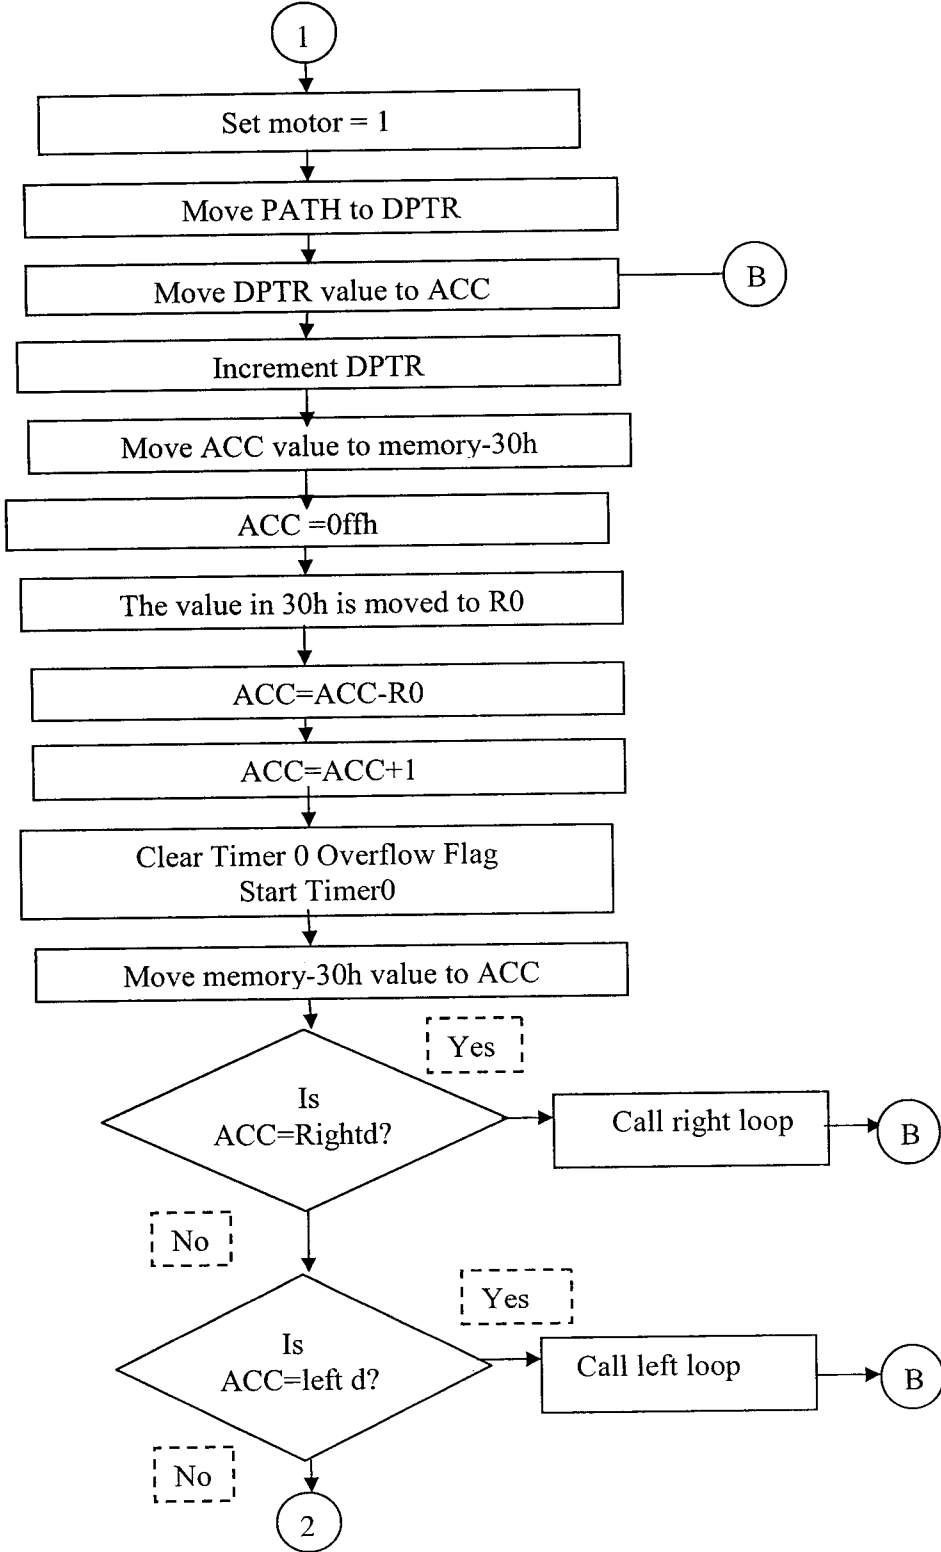 1
Set motor = 1
Move PATH to DPTR
Move DPTR value to ACC
B
Increment DPTR
Move ACC value to memory-30h
ACC =0ffh
The value in 30h is moved to R0
ACC=ACC-R0
ACC=ACC+1
Clear Timer 0 Overflow Flag
Start Timer0
Move memory-30h value to ACC
Yes
Is
ACC=Rightd?
Call right loop
B
No
Yes
Is
ACC=left d?
Call left loop
B
No
2